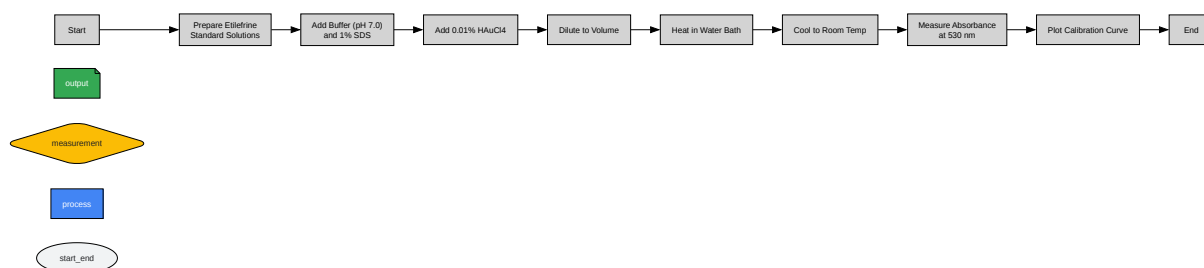 Start
Prepare Etilefrine
Standard Solutions
Add Buffer (pH 7.0)
and 1% SDS
Add 0.01% HAuCl4
Dilute to Volume
Heat in Water Bath
Cool to Room Temp
Measure Absorbance
at 530 nm
Plot Calibration Curve
End
output
measurement
process
start_end